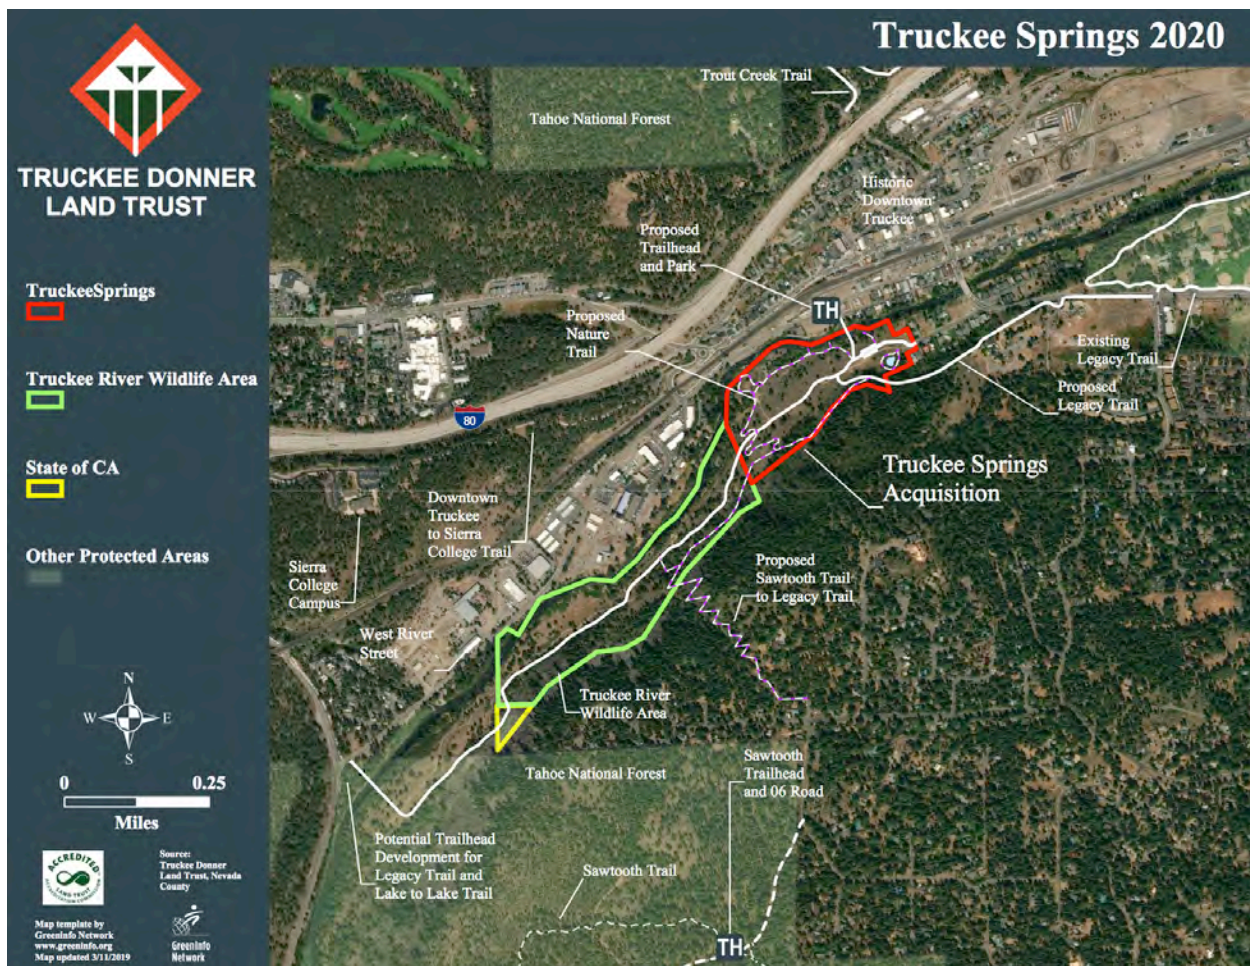 Truckee Springs 2020
TRUCKEE DONNER
LAND TRUST
TruckeeSprings
Truckee River Wildlife Area
State of CA
Other Protected Areas
N
W
E
S
0
0.25
Miles
ACCREDITED
LAND TRUST
Source:
Truckee Donner
Land Trust, Nevada
County
Map template by
GreenInfo Network
www.greeninfo.org
Map updated 3/11/2019
GreenInfo
Network
Trout Creek Trail
Tahoe National Forest
Historic
Downtown
Truckee
Proposed
Trailhead
and Park
TH
Proposed
Nature
Trail
Existing
Legacy Trail
Proposed
Legacy Trail
80
Truckee Springs
Acquisition
Downtown
Truckee
to Sierra
College Trail
Sierra
College
Campus
Proposed
Sawtooth Trail
to Legacy Trail
West River
Street
Truckee River
Wildlife Area
Tahoe National Forest
Sawtooth
Trailhead
and 06 Road
Potential Trailhead
Development for
Legacy Trail and
Lake to Lake Trail
Sawtooth Trail
TH